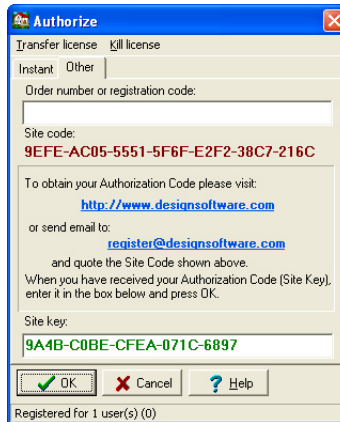 Authorize
Transfer license Kill license
Instant Other
Order number or registration code:
Site code:
9EFE-AC05-5551-5F6F-E2F2-38C7-216C
To obtain your Authorization Code please visit:
http://www.designsoftware.com
or send email to:
register@designsoftware.com
and quote the Site Code shown above.
When you have received your Authorization Code (Site Key),
enter it in the box below and press OK.
Site key:
9A4B-C0BE-CFEA-071C-6897
OK Cancel Help
Registered for 1 user(s) (0)